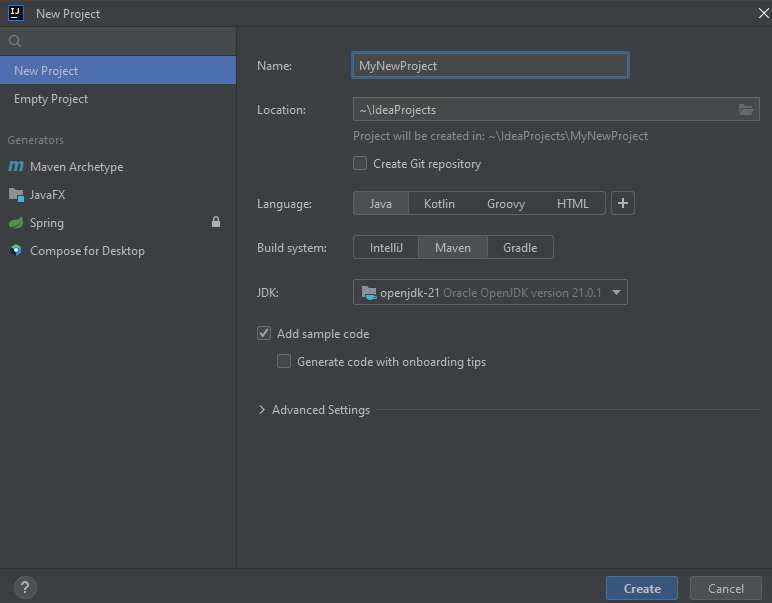 New Project
New Project
Empty Project
Generators
Maven Archetype
JavaFX
Spring
Compose for Desktop
Name: MyNewProject
Location: ~\IdeaProjects
Project will be created in: ~\IdeaProjects\MyNewProject
Create Git repository
Language: Java Kotlin Groovy HTML +
Build system: IntelliJ Maven Gradle
JDK: openjdk-21 Oracle OpenJDK version 21.0.1
Add sample code
Generate code with onboarding tips
Advanced Settings
? Create Cancel